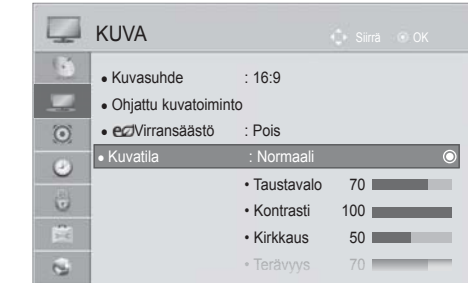 KUVA Siirrä OK
• Kuvasuhde : 16:9
• Ohjattu kuvatoiminto
• eco Virransäästö : Pois
• Kuvatila : Normaali
• Taustavalo 70
• Kontrasti 100
• Kirkkaus 50
• Terävyys 70